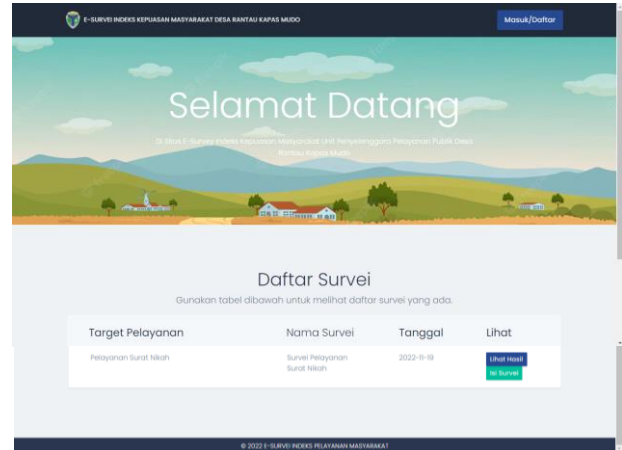 E-SURVEI INDEKS KEPUASAN MASYARAKAT DESA RANTAU KAPAS MUDO
Masuk/Daftar
Selamat Datang
Di Situs E-Survey Indeks Kepuasan Masyarakat Unit Penyelenggara Pelayanan Publik Desa
Rantau Kapas Mudo
Daftar Survei
Gunakan tabel dibawah untuk melihat daftar survei yang ada.
Target Pelayanan Nama Survei Tanggal Lihat
Pelayanan Surat Nikah Survei Pelayanan 2022-11-19 Lihat Hasil
Surat Nikah Isi Survei
© 2022 E-SURVEI INDEKS PELAYANAN MASYARAKAT